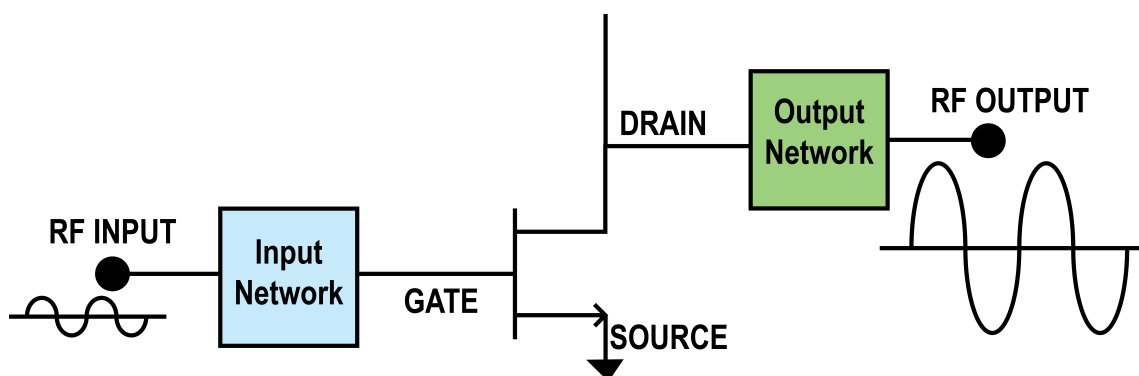 RF INPUT
Input
Network
GATE
SOURCE
DRAIN
Output
Network
RF OUTPUT